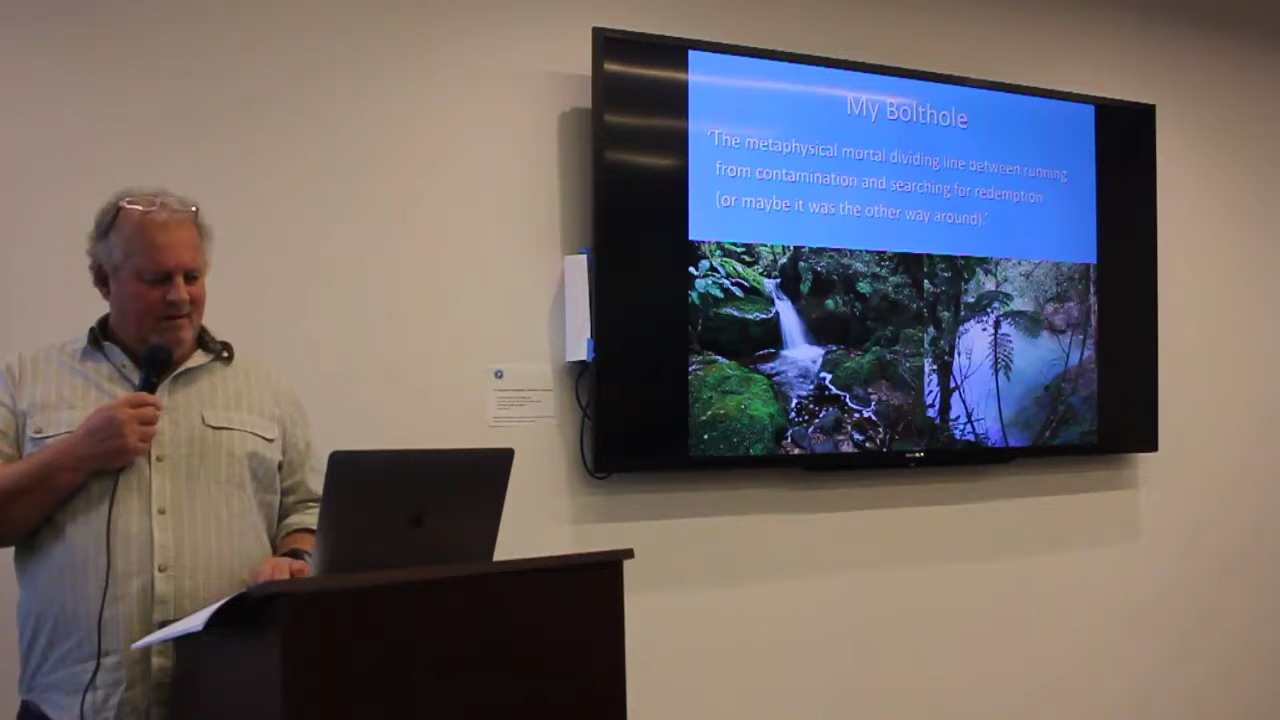 My Bolthole
'The metaphysical mortal dividing line between running
from contamination and searching for redemption
(or maybe it was the other way around).'